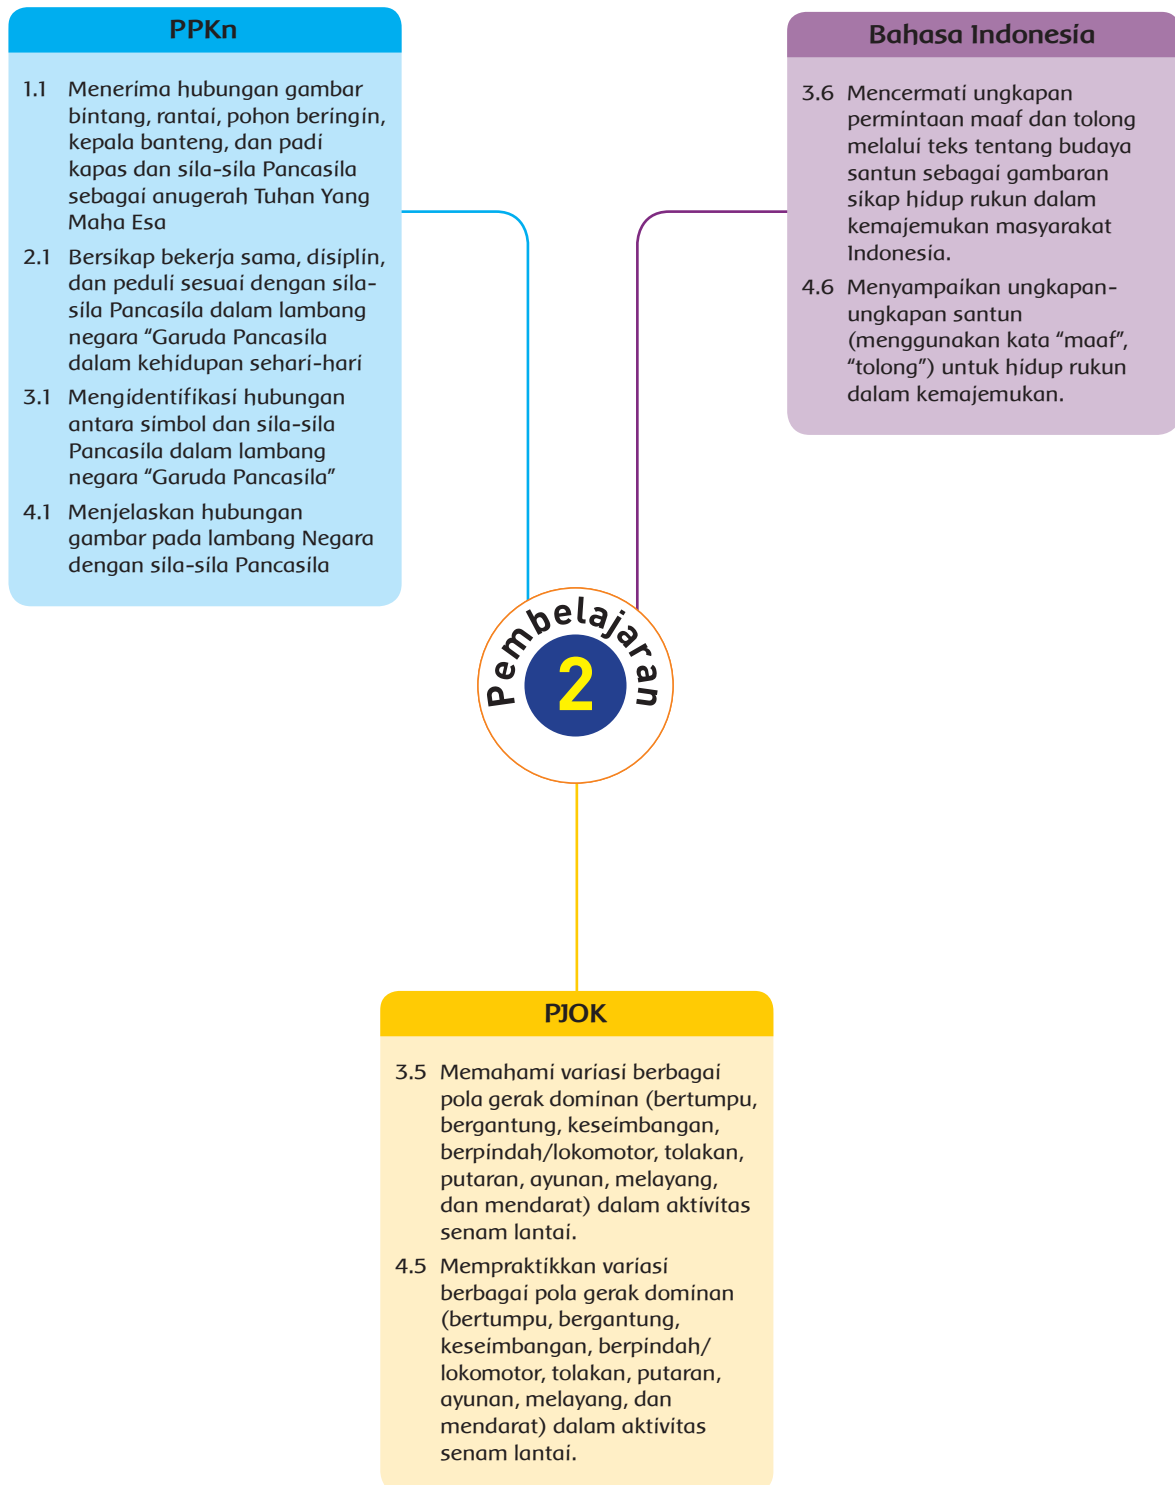 PPKn
1.1 Menerima hubungan gambar
bintang, rantai, pohon beringin,
kepala banteng, dan padi
kapas dan sila-sila Pancasila
sebagai anugerah Tuhan Yang
Maha Esa
2.1 Bersikap bekerja sama, disiplin,
dan peduli sesuai dengan sila-
sila Pancasila dalam lambang
negara “Garuda Pancasila
dalam kehidupan sehari-hari
3.1 Mengidentifikasi hubungan
antara simbol dan sila-sila
Pancasila dalam lambang
negara “Garuda Pancasila”
4.1 Menjelaskan hubungan
gambar pada lambang Negara
dengan sila-sila Pancasila
Bahasa Indonesia
3.6 Mencermati ungkapan
permintaan maaf dan tolong
melalui teks tentang budaya
santun sebagai gambaran
sikap hidup rukun dalam
kemajemukan masyarakat
Indonesia.
4.6 Menyampaikan ungkapan-
ungkapan santun
(menggunakan kata “maaf”,
“tolong”) untuk hidup rukun
dalam kemajemukan.
Pembelajaran
2
PJOK
3.5 Memahami variasi berbagai
pola gerak dominan (bertumpu,
bergantung, keseimbangan,
berpindah/lokomotor, tolakan,
putaran, ayunan, melayang,
dan mendarat) dalam aktivitas
senam lantai.
4.5 Mempraktikkan variasi
berbagai pola gerak dominan
(bertumpu, bergantung,
keseimbangan, berpindah/
lokomotor, tolakan, putaran,
ayunan, melayang, dan
mendarat) dalam aktivitas
senam lantai.